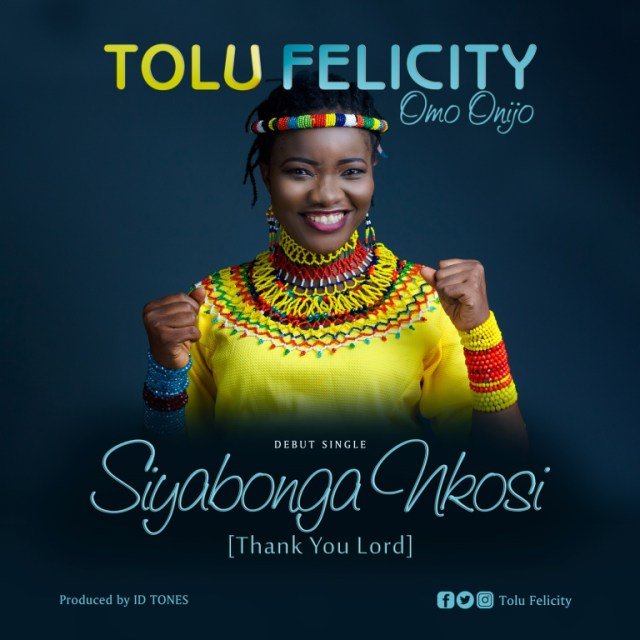 TOLU FELICITY
Omo Onijo
DEBUT SINGLE
Siyabonga Nkosi
[Thank You Lord]
Produced by ID TONES
Tolu Felicity